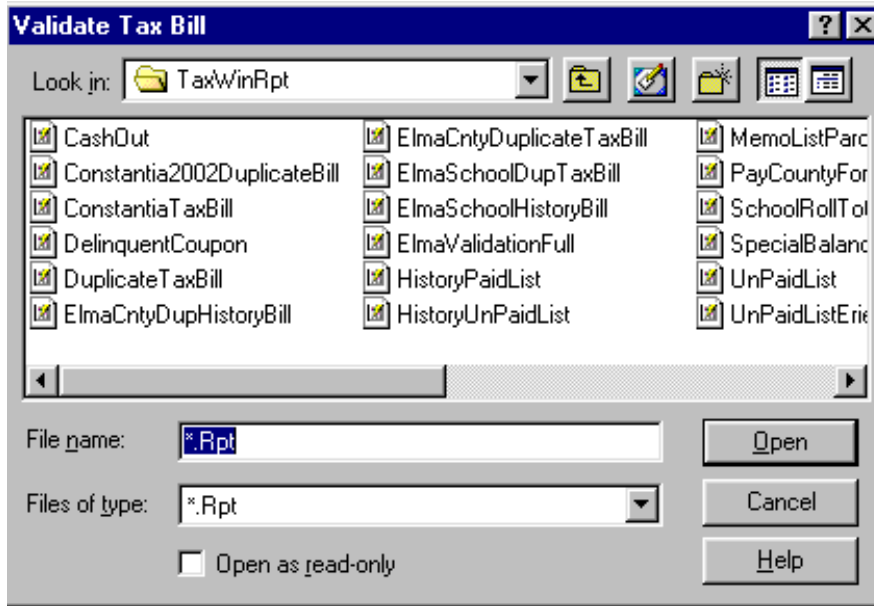 Validate Tax Bill
Look in: TaxWinRpt
CashOut
Constantia2002DuplicateBill
ConstantiaTaxBill
DelinquentCoupon
DuplicateTaxBill
ElmaCntyDupHistoryBill
ElmaCntyDuplicateTaxBill
ElmaSchoolDupTaxBill
ElmaSchoolHistoryBill
ElmaValidationFull
HistoryPaidList
HistoryUnPaidList
MemoListParc
PayCountyFor
SchoolRollTot
SpecialBalanc
UnPaidList
UnPaidListErie
File name: *.Rpt
Open
Files of type: *.Rpt
Cancel
Open as read-only
Help